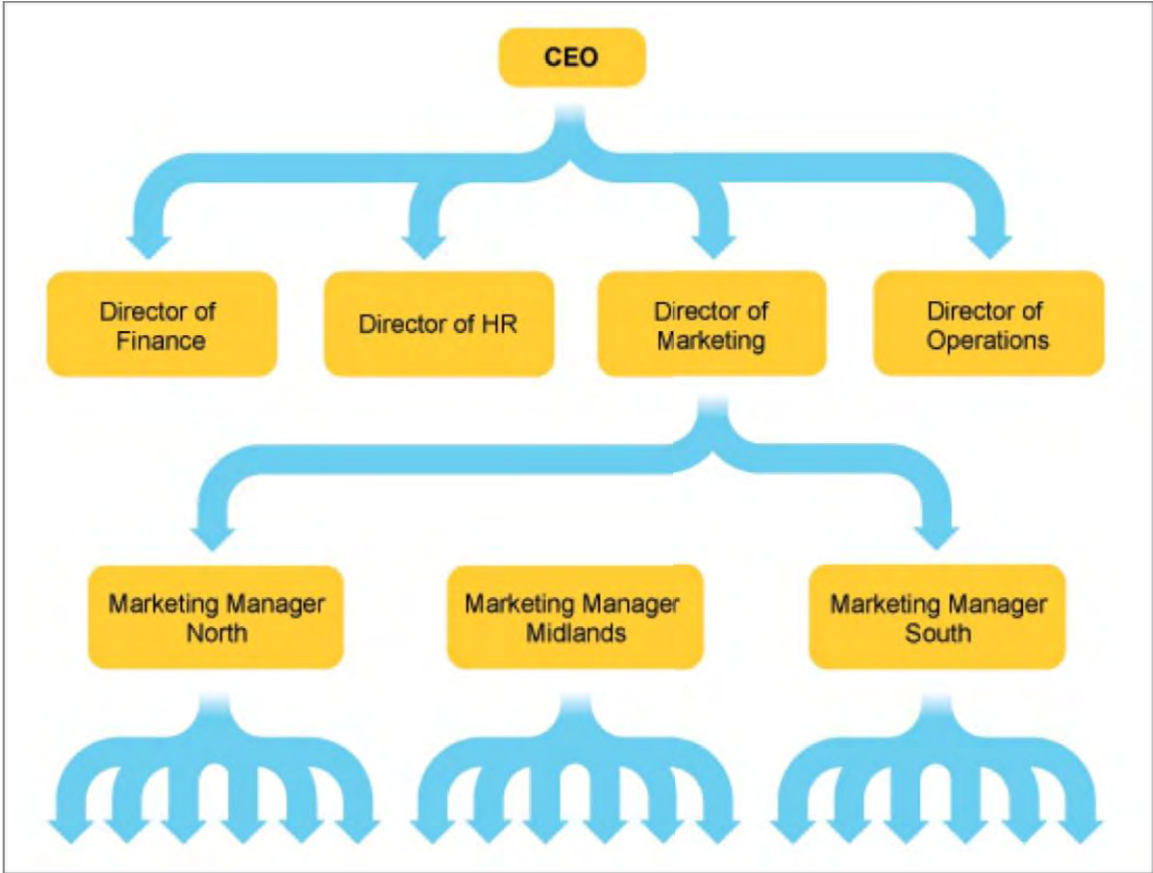 CEO
Director of
Finance
Director of HR
Director of
Marketing
Director of
Operations
Marketing Manager
North
Marketing Manager
Midlands
Marketing Manager
South